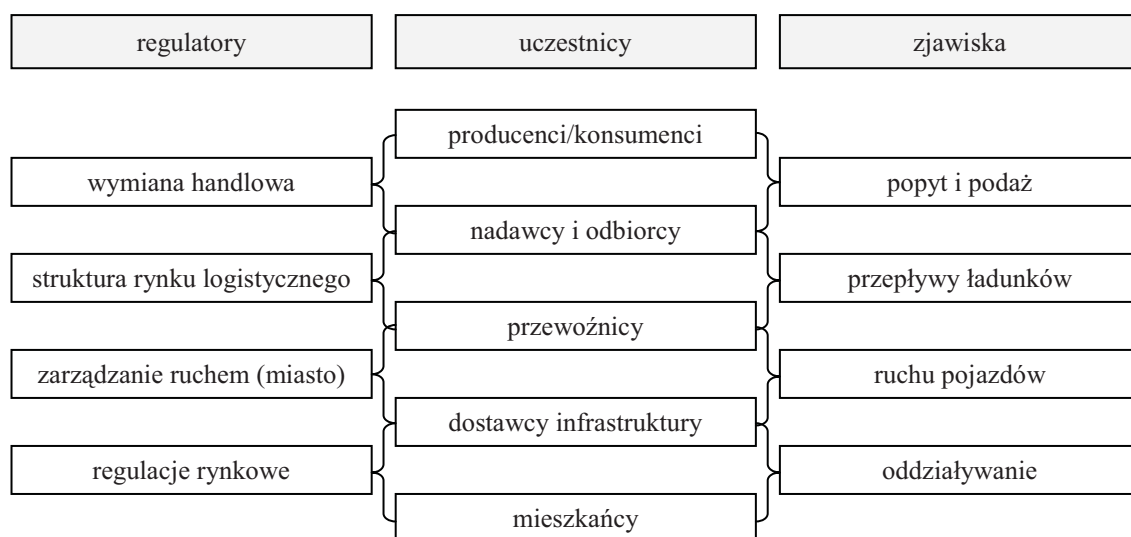 regulatory
uczestnicy
zjawiska
producenci/konsumenci
wymiana handlowa
popyt i podaż
nadawcy i odbiorcy
struktura rynku logistycznego
przepływy ładunków
przewoźnicy
zarządzanie ruchem (miasto)
ruchu pojazdów
dostawcy infrastruktury
regulacje rynkowe
oddziaływanie
mieszkańcy